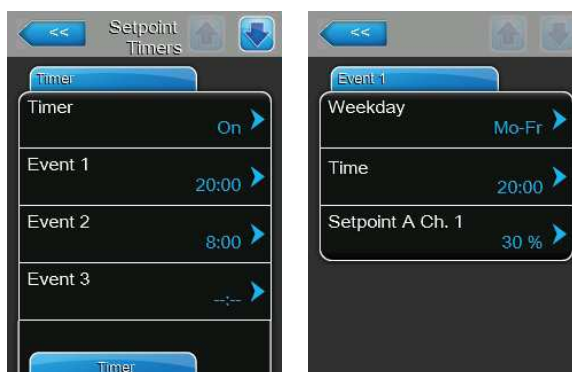 <<
Setpoint
Timers
Timer
Timer
On
Event 1
20:00
Event 2
8:00
Event 3
--:--
Timer
<<
Event 1
Weekday
Mo-Fr
Time
20:00
Setpoint A Ch. 1
30 %